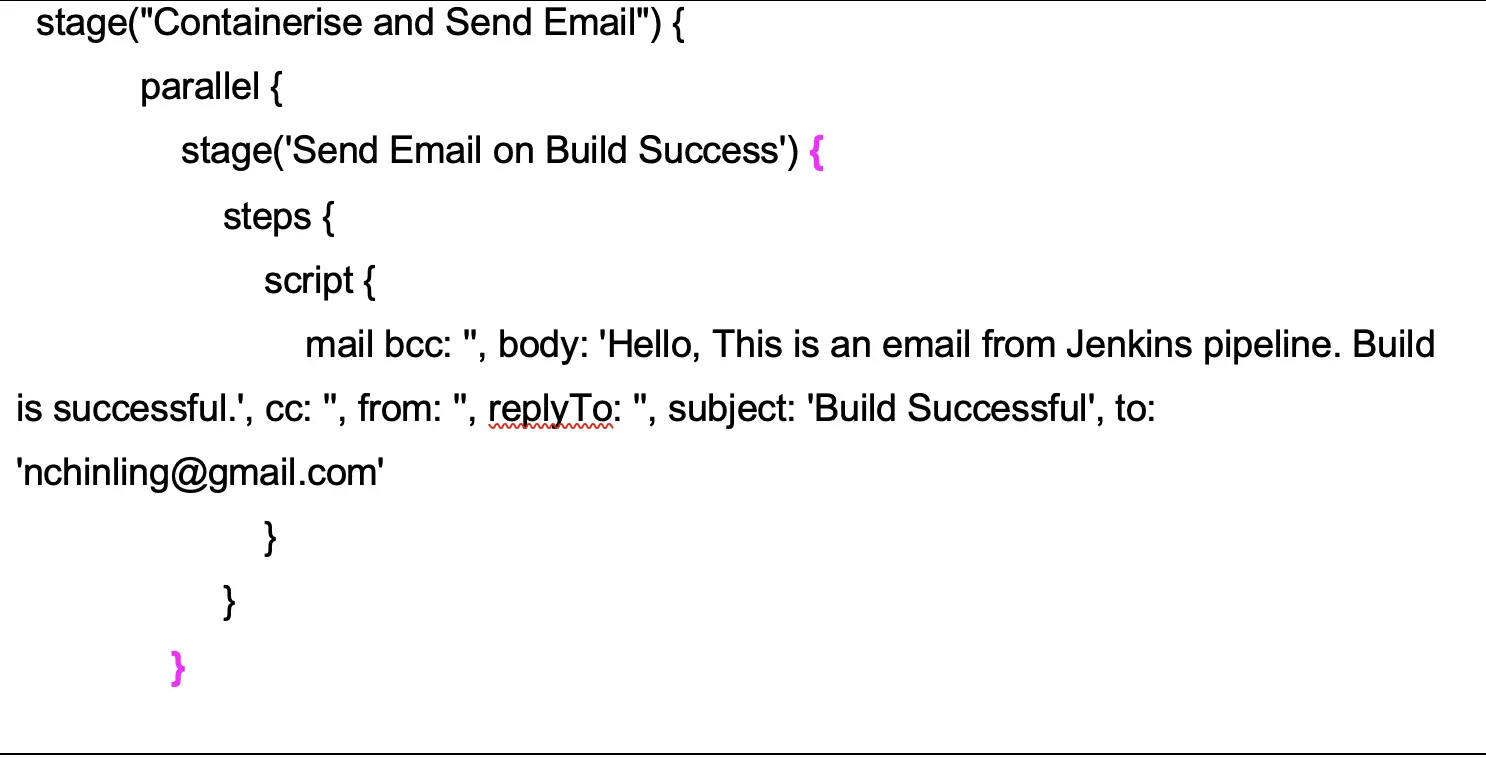 stage("Containerise and Send Email") {
parallel {
stage('Send Email on Build Success') {
steps {
script {
mail bcc: '', body: 'Hello, This is an email from Jenkins pipeline. Build
is successful.', cc: '', from: '', replyTo: '', subject: 'Build Successful', to:
'nchinling@gmail.com'
}
}
}